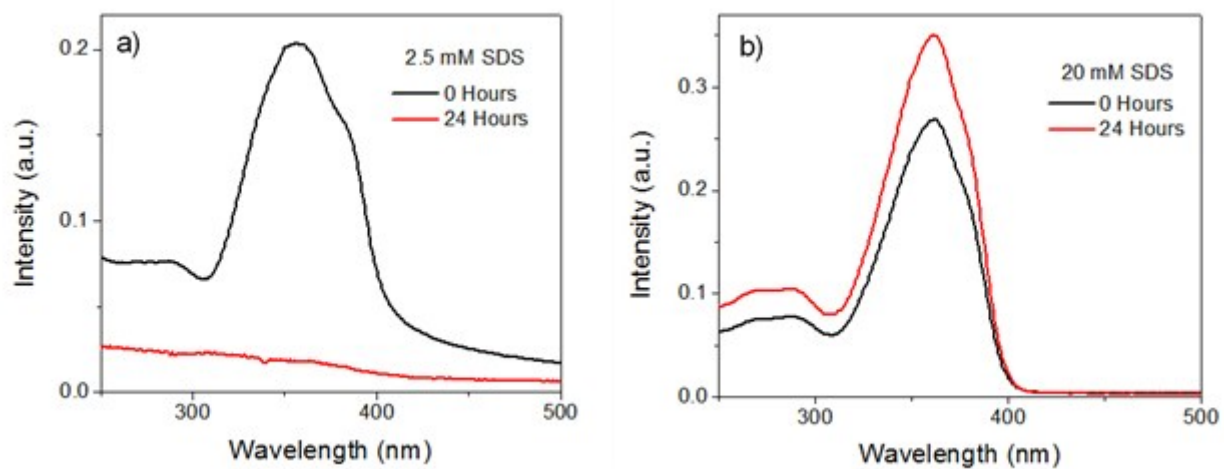 a)
2.5 mM SDS
0 Hours
24 Hours
0.2
0.1
0.0
Intensity (a.u.)
300
400
500
Wavelength (nm)
b)
20 mM SDS
0 Hours
24 Hours
0.3
0.2
0.1
0.0
Intensity (a.u.)
300
400
500
Wavelength (nm)